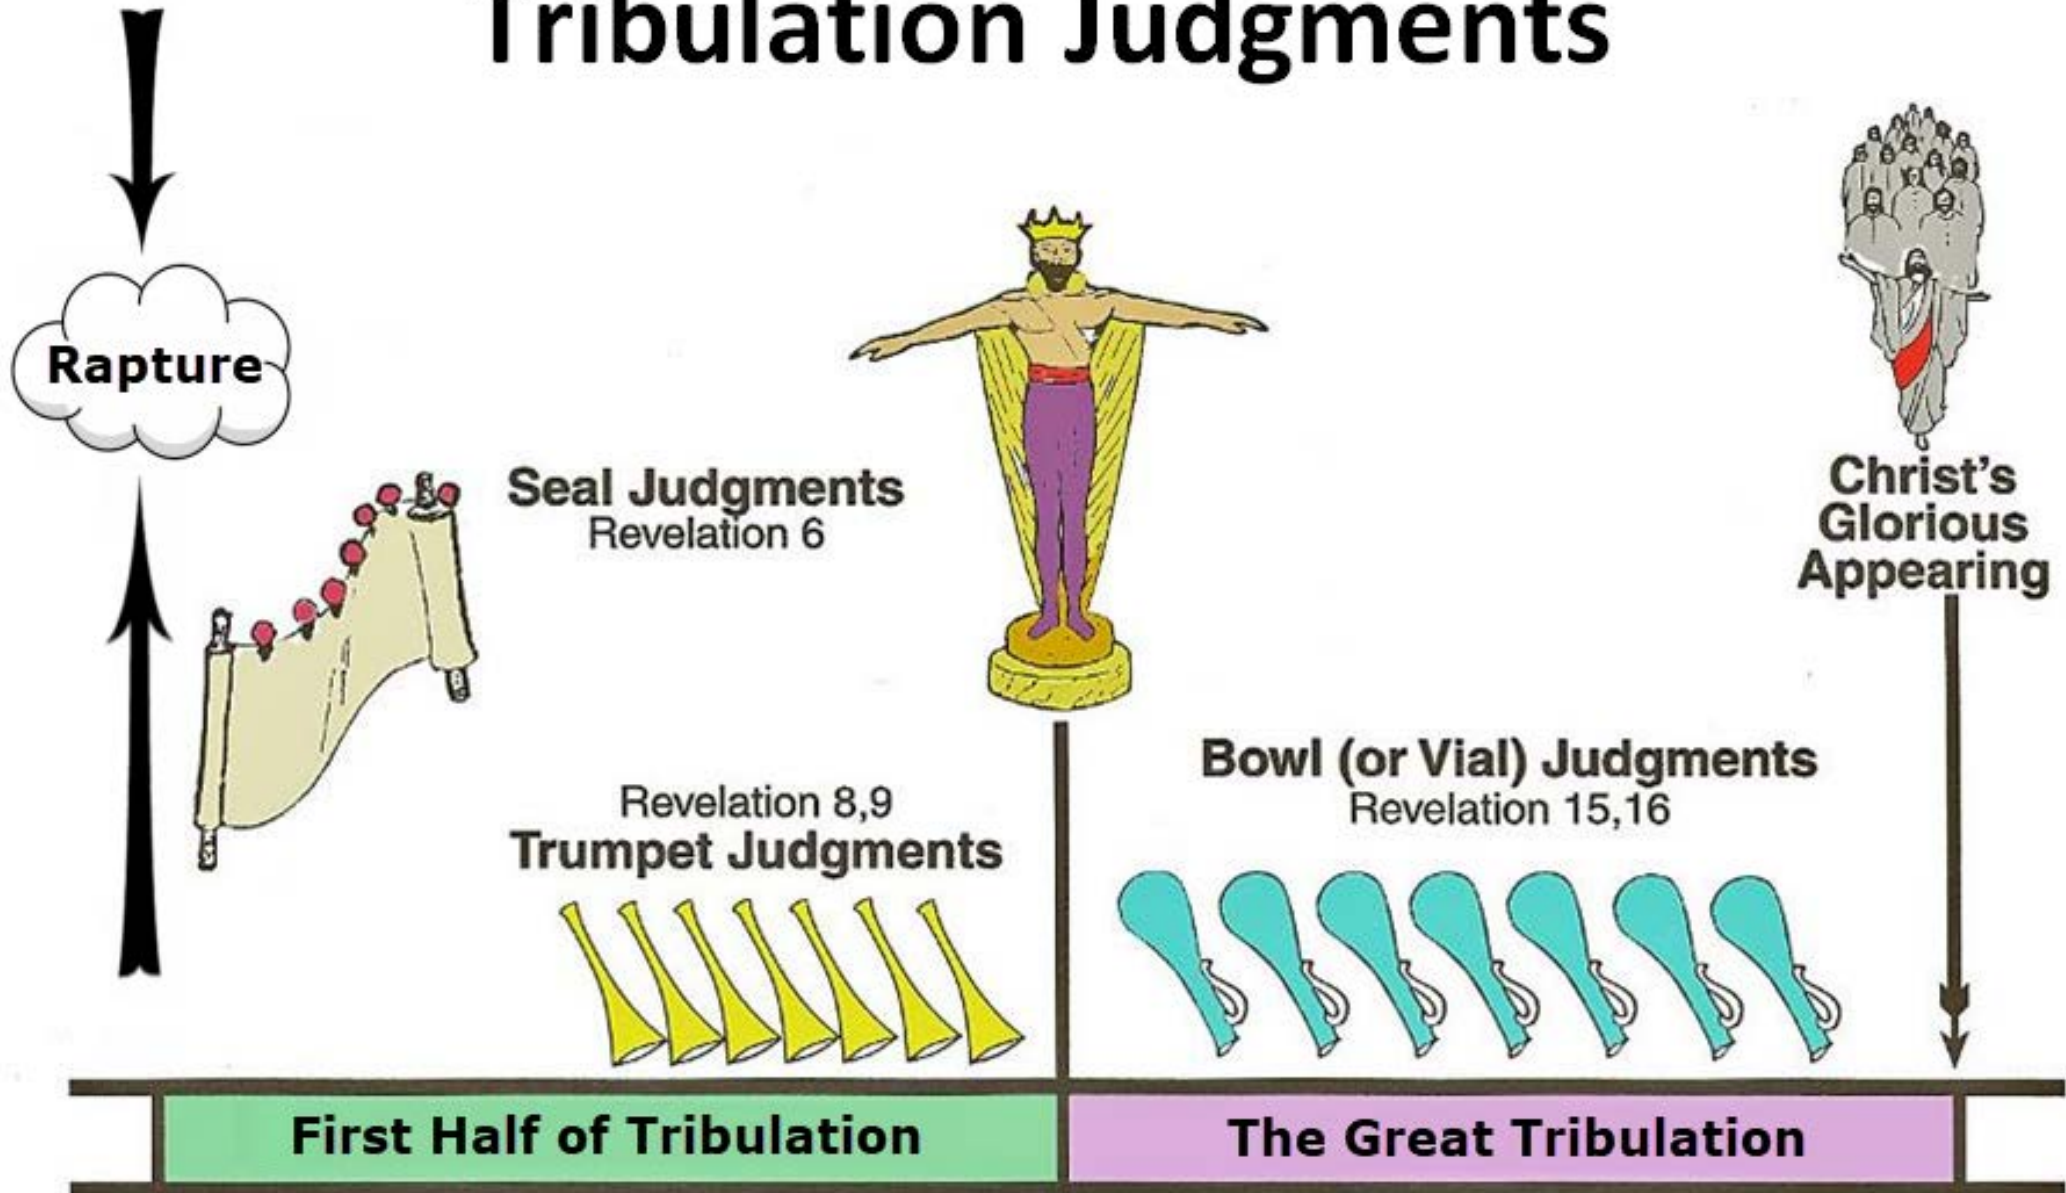 Tribulation Judgments
Rapture
Seal Judgments
Revelation 6
Christ's
Glorious
Appearing
Revelation 8,9
Trumpet Judgments
Bowl (or Vial) Judgments
Revelation 15,16
First Half of Tribulation
The Great Tribulation